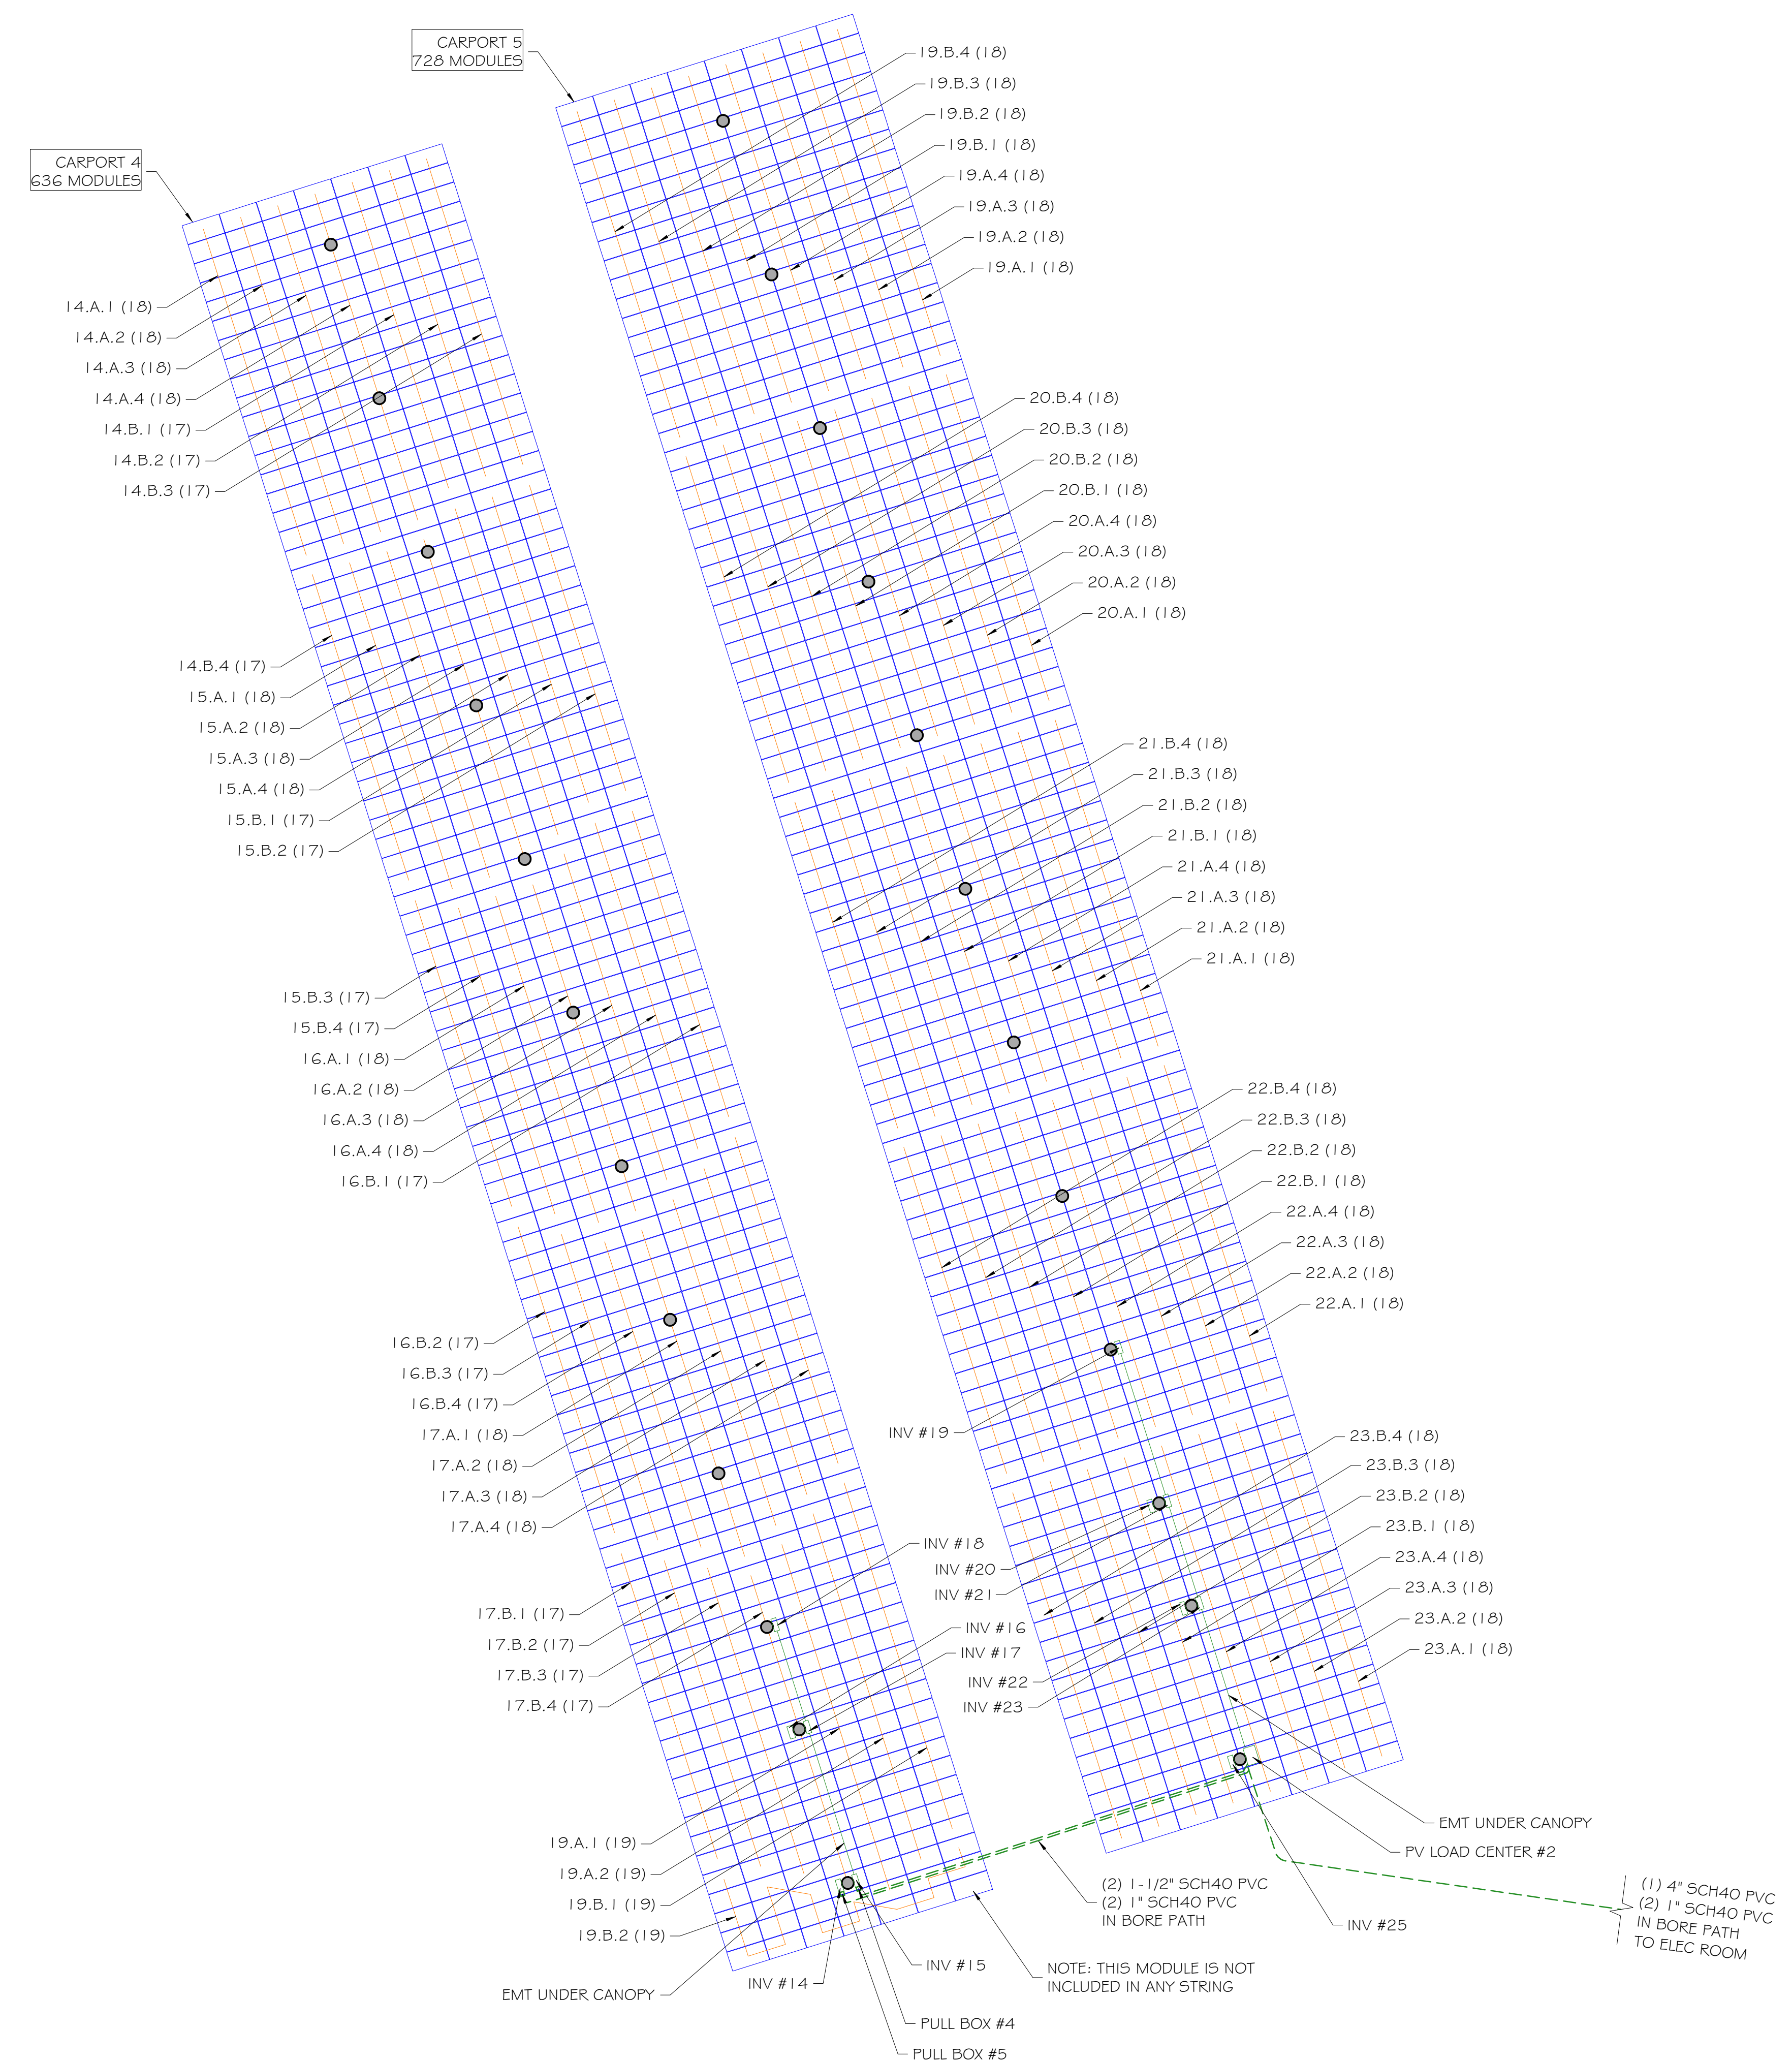 CARPORT 5
728 MODULES
CARPORT 4
636 MODULES
19.B.4 (18)
19.B.3 (18)
19.B.2 (18)
19.B.1 (18)
19.A.4 (18)
19.A.3 (18)
19.A.2 (18)
19.A.1 (18)
14.A.1 (18)
14.A.2 (18)
14.A.3 (18)
14.A.4 (18)
14.B.1 (17)
14.B.2 (17)
14.B.3 (17)
20.B.4 (18)
20.B.3 (18)
20.B.2 (18)
20.B.1 (18)
20.A.4 (18)
20.A.3 (18)
20.A.2 (18)
20.A.1 (18)
14.B.4 (17)
15.A.1 (18)
15.A.2 (18)
15.A.3 (18)
15.A.4 (18)
15.B.1 (17)
15.B.2 (17)
21.B.4 (18)
21.B.3 (18)
21.B.2 (18)
21.B.1 (18)
21.A.4 (18)
21.A.3 (18)
21.A.2 (18)
21.A.1 (18)
15.B.3 (17)
15.B.4 (17)
16.A.1 (18)
16.A.2 (18)
16.A.3 (18)
16.A.4 (18)
16.B.1 (17)
22.B.4 (18)
22.B.3 (18)
22.B.2 (18)
22.B.1 (18)
22.A.4 (18)
22.A.3 (18)
22.A.2 (18)
22.A.1 (18)
16.B.2 (17)
16.B.3 (17)
16.B.4 (17)
17.A.1 (18)
17.A.2 (18)
17.A.3 (18)
17.A.4 (18)
INV #19
23.B.4 (18)
23.B.3 (18)
23.B.2 (18)
23.B.1 (18)
23.A.4 (18)
23.A.3 (18)
23.A.2 (18)
23.A.1 (18)
INV #18
INV #20
INV #21
INV #16
INV #17
INV #22
INV #23
17.B.1 (17)
17.B.2 (17)
17.B.3 (17)
17.B.4 (17)
19.A.1 (19)
19.A.2 (19)
19.B.1 (19)
19.B.2 (19)
EMT UNDER CANOPY
PV LOAD CENTER #2
(2) 1-1/2" SCH40 PVC
(2) 1" SCH40 PVC
IN BORE PATH
(1) 4" SCH40 PVC
(2) 1" SCH40 PVC
IN BORE PATH
TO ELEC ROOM
INV #25
INV #15
INV #14
NOTE: THIS MODULE IS NOT
INCLUDED IN ANY STRING
EMT UNDER CANOPY
PULL BOX #4
PULL BOX #5